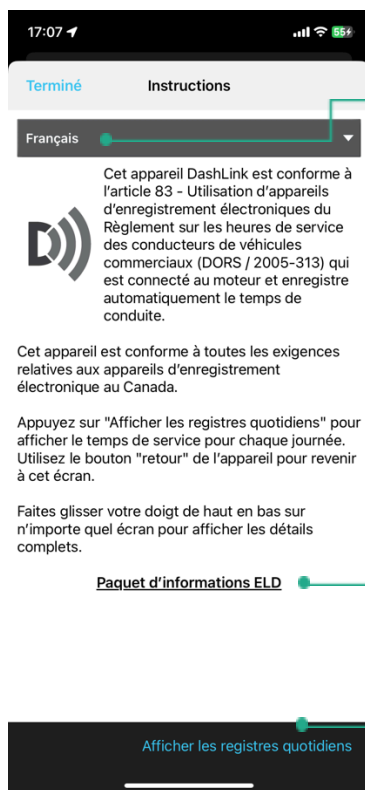 17:07
55
Terminé
Instructions
Français
Cet appareil DashLink est conforme à
l'article 83 - Utilisation d'appareils
d'enregistrement électroniques du
Règlement sur les heures de service
des conducteurs de véhicules
commerciaux (DORS / 2005-313) qui
est connecté au moteur et enregistre
automatiquement le temps de
conduite.
Cet appareil est conforme à toutes les exigences
relatives aux appareils d'enregistrement
électronique au Canada.
Appuyez sur "Afficher les registres quotidiens" pour
afficher le temps de service pour chaque journée.
Utilisez le bouton "retour" de l'appareil pour revenir
à cet écran.
Faites glisser votre doigt de haut en bas sur
n'importe quel écran pour afficher les détails
complets.
Paquet d'informations ELD
Afficher les registres quotidiens